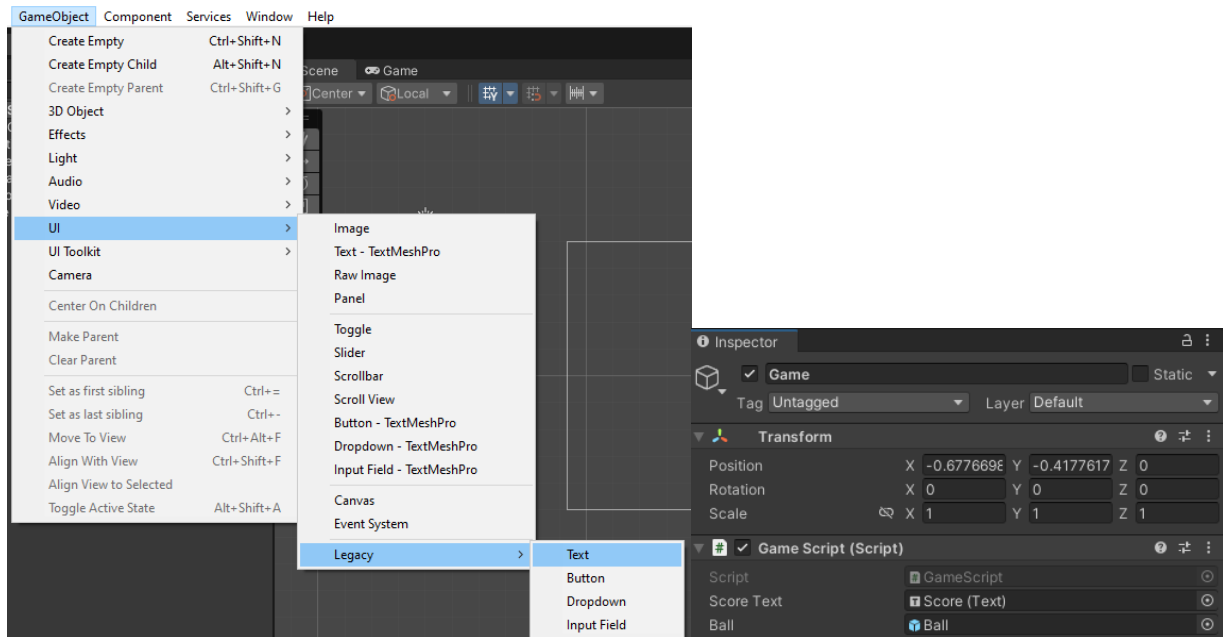 GameObject Component Services Window Help
Create Empty Ctrl+Shift+N
Create Empty Child Alt+Shift+N
Create Empty Parent Ctrl+Shift+G
3D Object
Effects
Light
Audio
Video
UI
UI Toolkit
Camera
Center On Children
Make Parent
Clear Parent
Set as first sibling Ctrl+=
Set as last sibling Ctrl+-
Move To View Ctrl+Alt+F
Align With View Ctrl+Shift+F
Align View to Selected
Toggle Active State Alt+Shift+A
Scene Game
Center Local
Image
Text - TextMeshPro
Raw Image
Panel
Toggle
Slider
Scrollbar
Scroll View
Button - TextMeshPro
Dropdown - TextMeshPro
Input Field - TextMeshPro
Canvas
Event System
Legacy
Text
Button
Dropdown
Input Field
Inspector
Game Static
Tag Untagged Layer Default
Transform
Position X -0.6776698 Y -0.4177617 Z 0
Rotation X 0 Y 0 Z 0
Scale X 1 Y 1 Z 1
# Game Script (Script)
Script GameScript
Score Text Score (Text)
Ball Ball